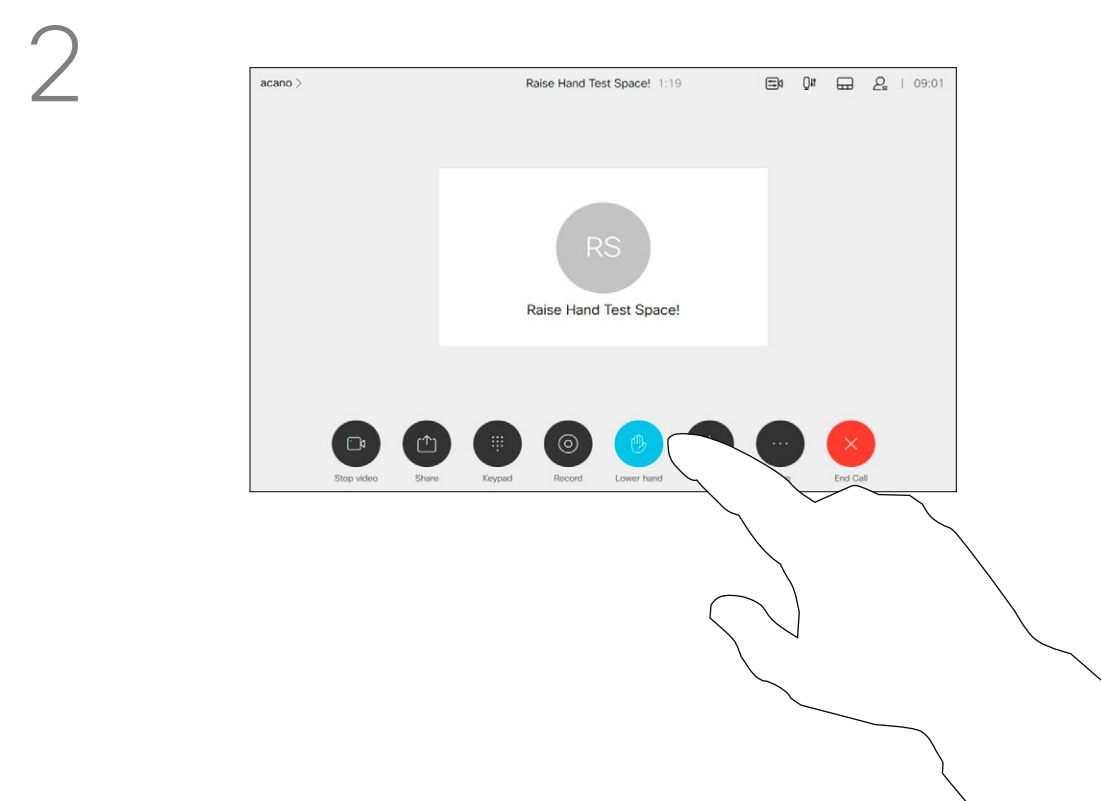 2
acano >
Raise Hand Test Space! 1:19
| 09:01
RS
Raise Hand Test Space!
Stop video
Share
Keypad
Record
Lower hand
End Call